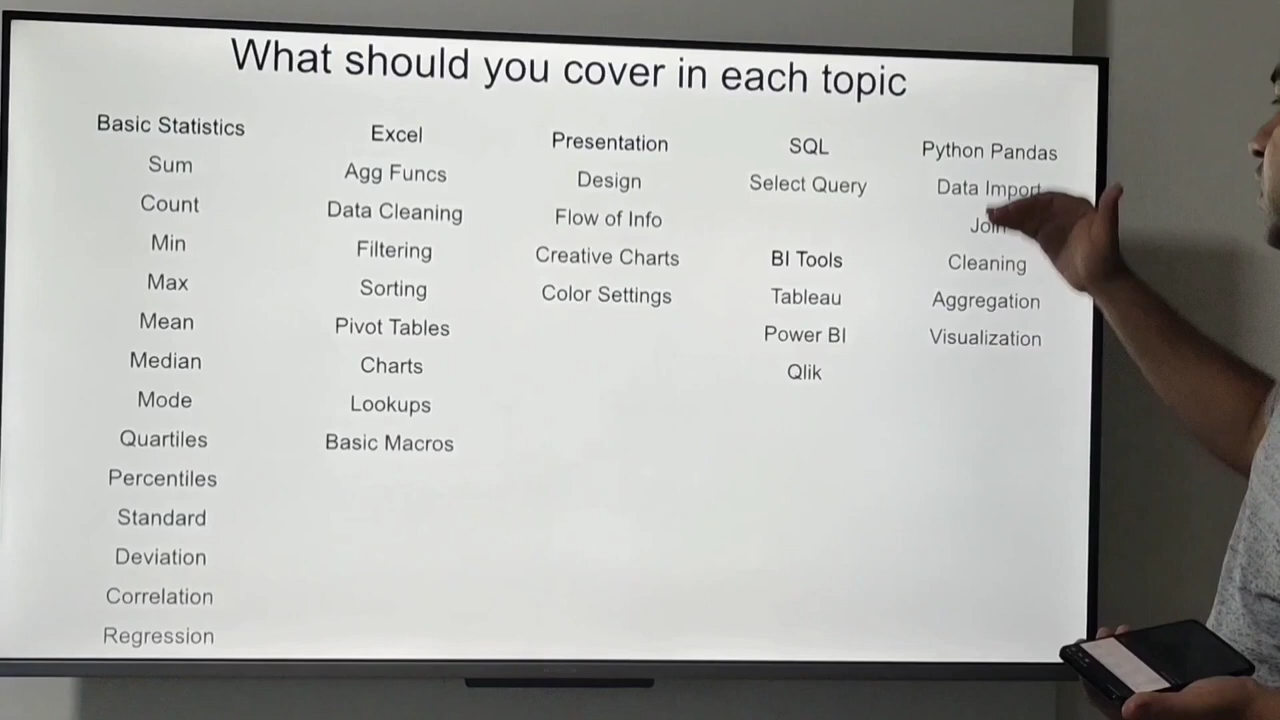 What should you cover in each topic
Basic Statistics
Sum
Count
Min
Max
Mean
Median
Mode
Quartiles
Percentiles
Standard
Deviation
Correlation
Regression
Excel
Agg Funcs
Data Cleaning
Filtering
Sorting
Pivot Tables
Charts
Lookups
Basic Macros
Presentation
Design
Flow of Info
Creative Charts
Color Settings
SQL
Select Query
BI Tools
Tableau
Power BI
Qlik
Python Pandas
Data Import
Join
Cleaning
Aggregation
Visualization